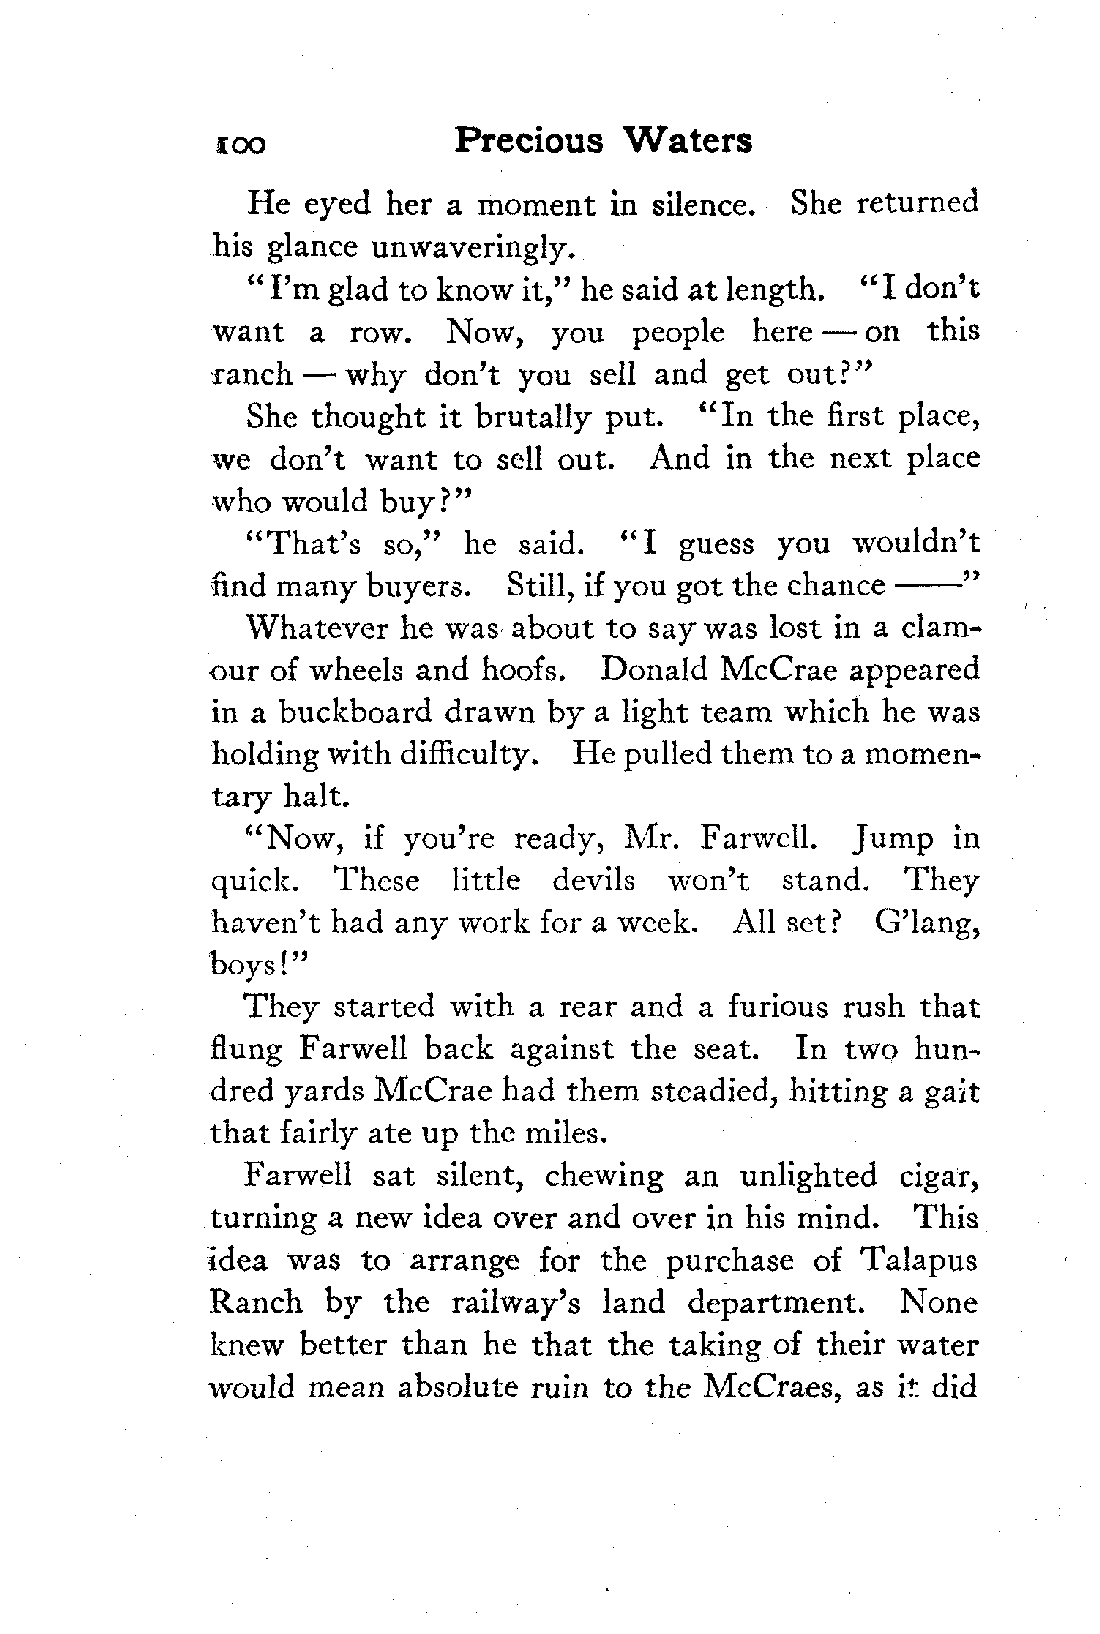 100 Precious Waters
He eyed her a moment in silence. She returned
his glance unwaveringly.
“I’m glad to know it,” he said at length. “I don’t
want a row. Now, you people here — on this
ranch — why don’t you sell and get out?”
She thought it brutally put. “In the first place,
we don’t want to sell out. And in the next place
who would buy?”
“That’s so,” he said. “I guess you wouldn’t
find many buyers. Still, if you got the chance ——”
Whatever he was about to say was lost in a clam-
our of wheels and hoofs. Donald McCrae appeared
in a buckboard drawn by a light team which he was
holding with difficulty. He pulled them to a momen-
tary halt.
“Now, if you’re ready, Mr. Farwell. Jump in
quick. These little devils won’t stand. They
haven’t had any work for a week. All set? G’lang,
boys!”
They started with a rear and a furious rush that
flung Farwell back against the seat. In two hun-
dred yards McCrae had them steadied, hitting a gait
that fairly ate up the miles.
Farwell sat silent, chewing an unlighted cigar,
turning a new idea over and over in his mind. This
idea was to arrange for the purchase of Talapus
Ranch by the railway’s land department. None
knew better than he that the taking of their water
would mean absolute ruin to the McCraes, as it did